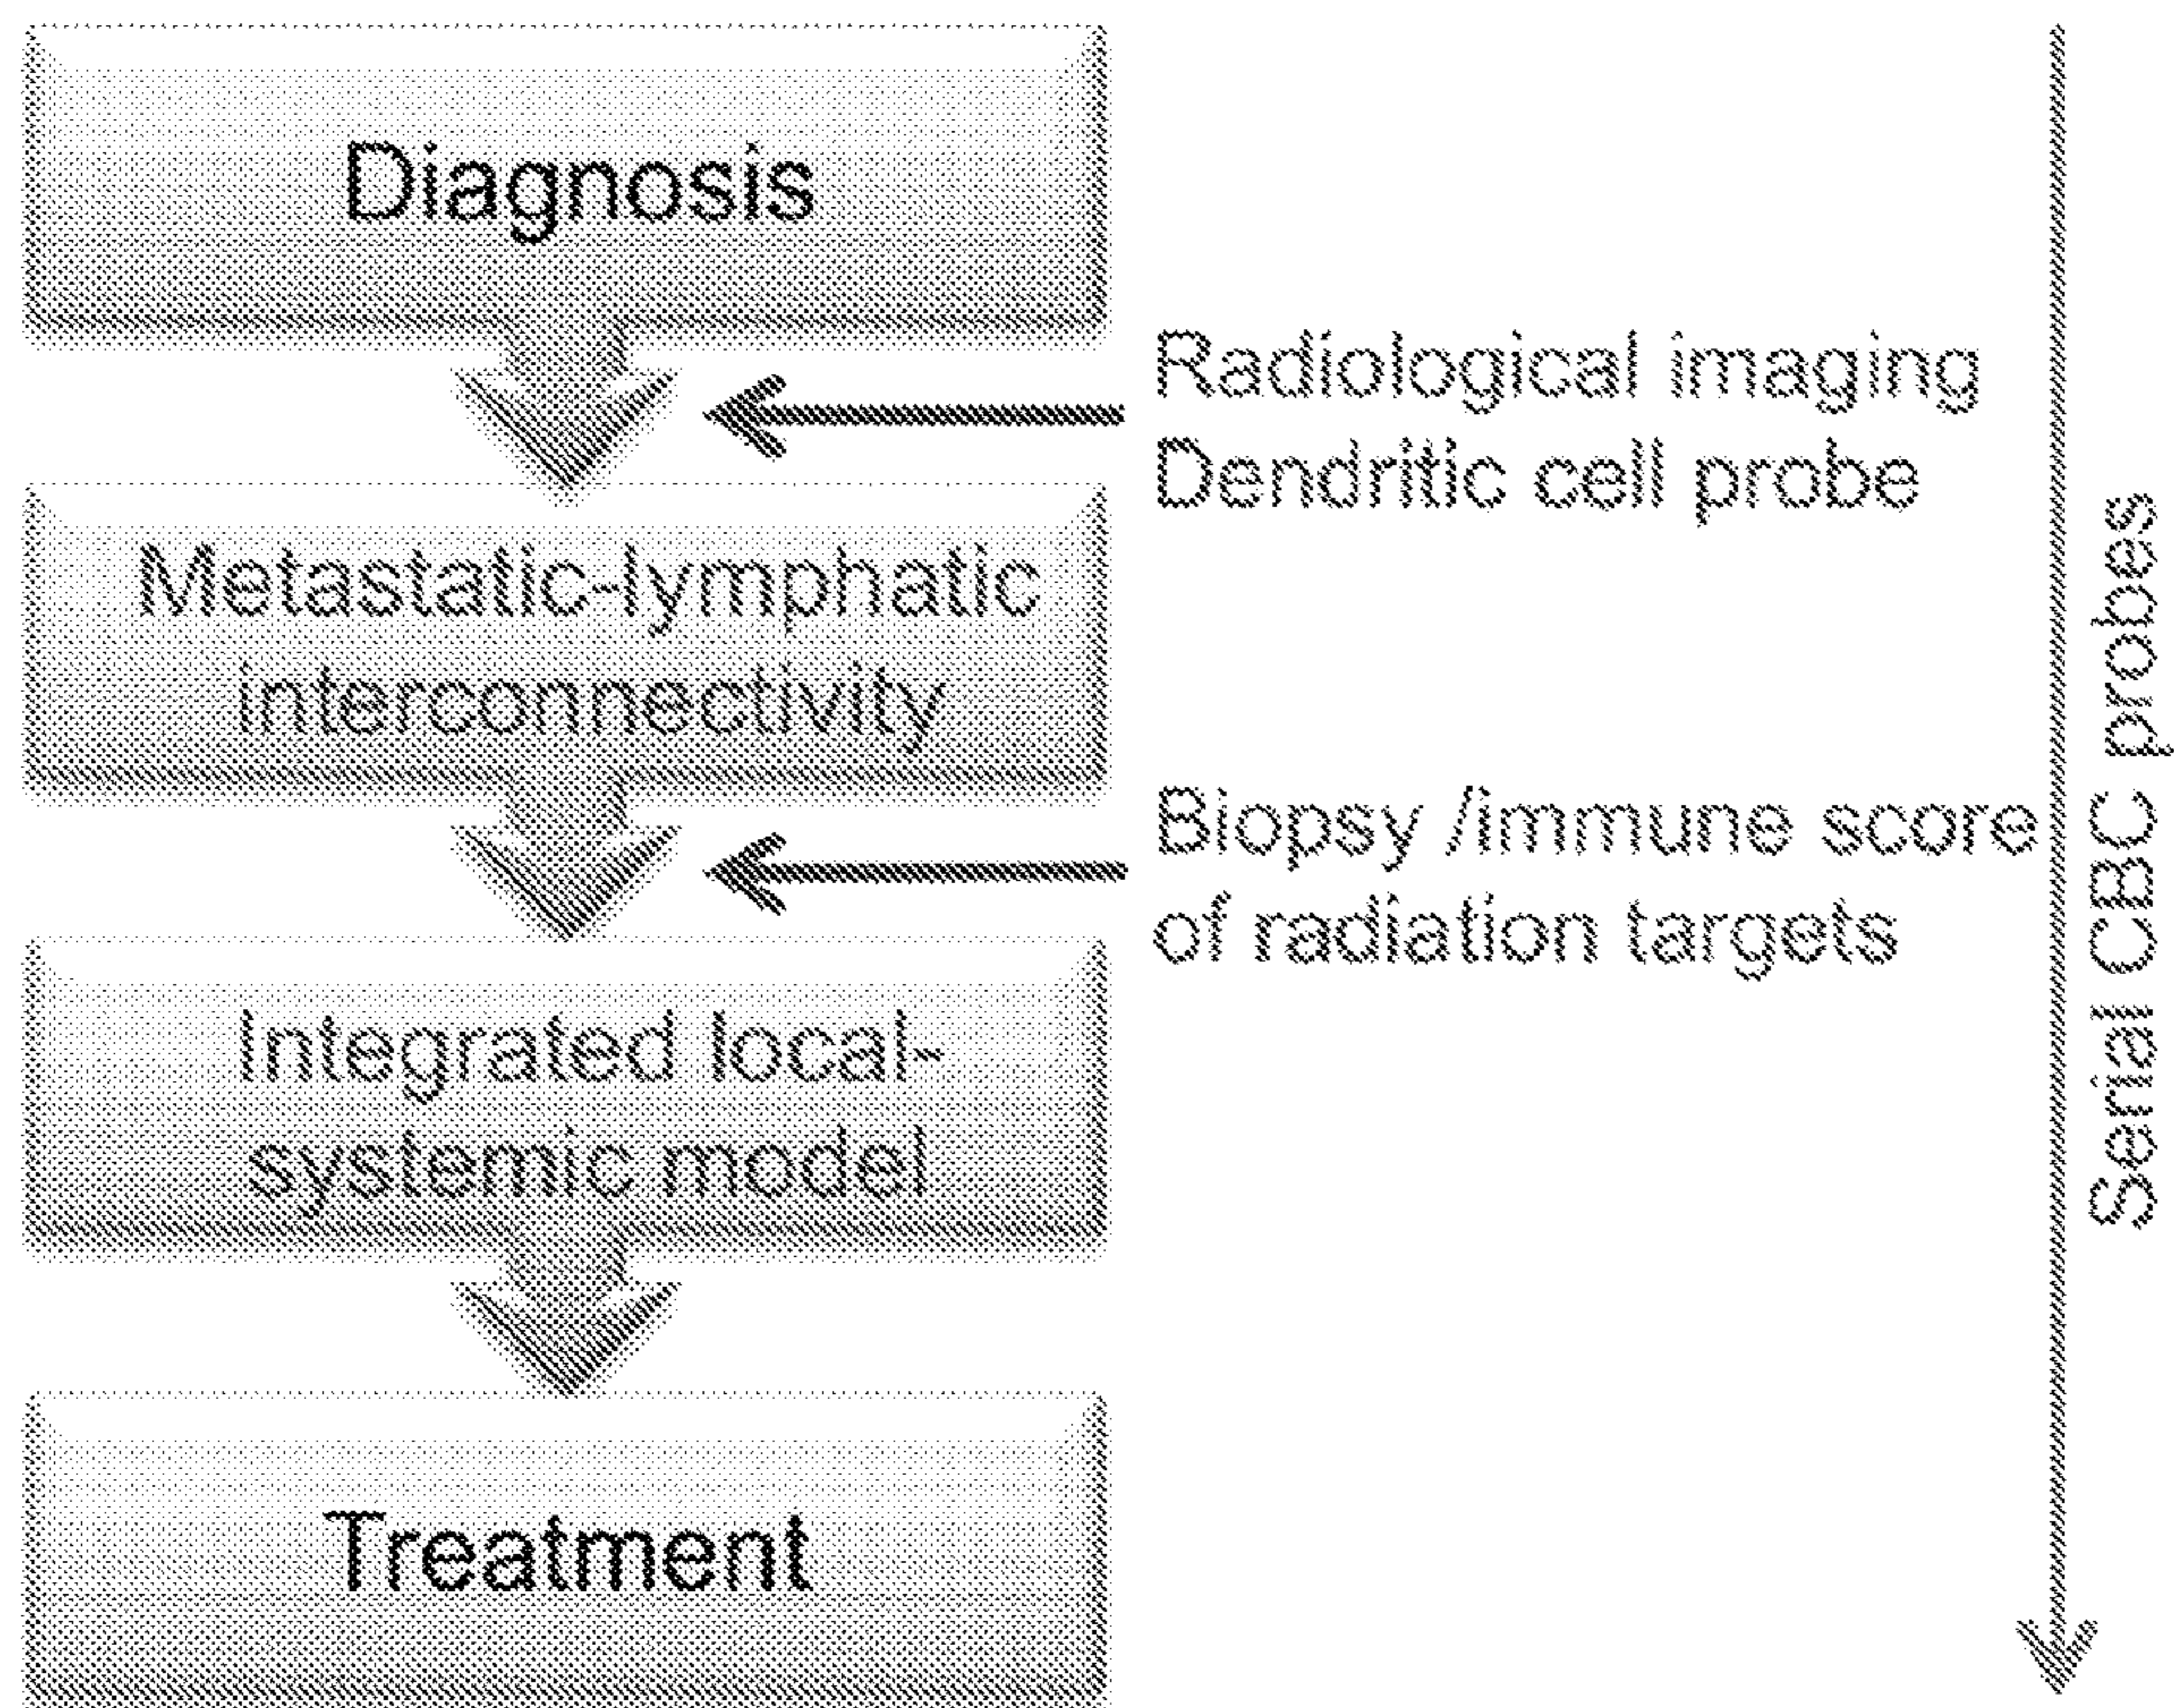 Diagnosis
Radiological imaging
Dendritic cell probe
Metastatic-lymphatic
interconnectivity
Biopsy /immune score
of radiation targets
Integrated local-
systemic model
Treatment
Serial CBC probes